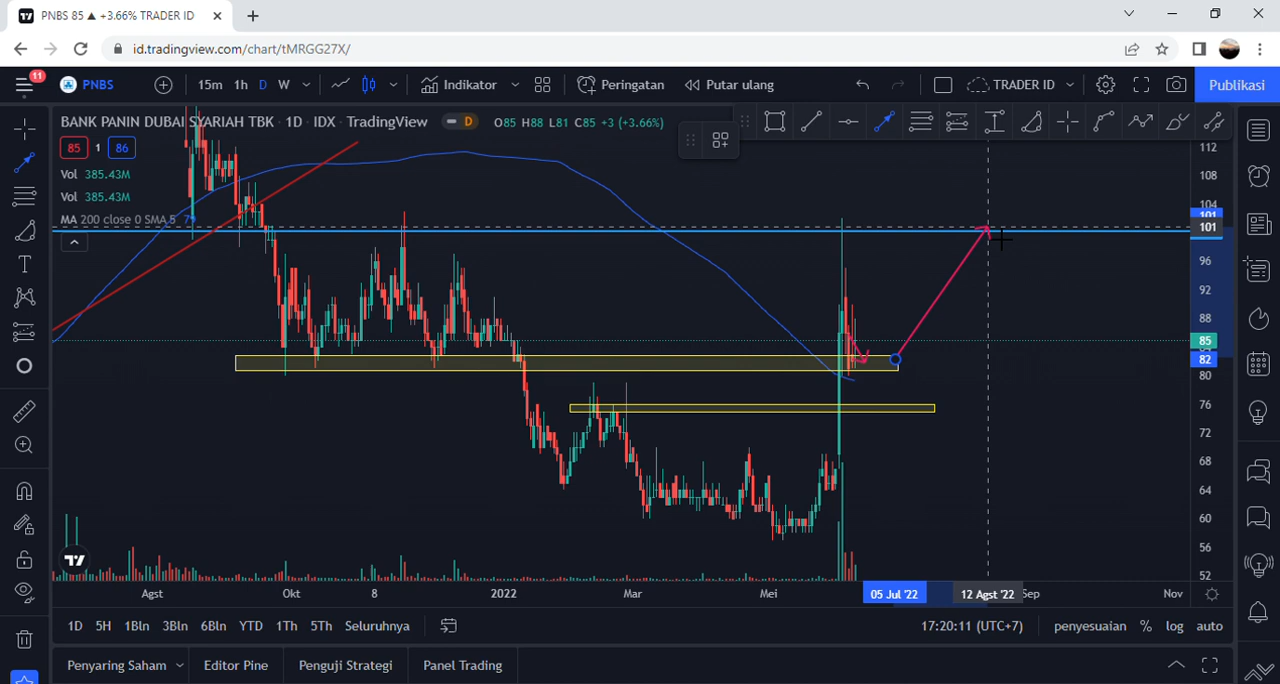 PNBS 85 ▲ +3.66% TRADER ID
id.tradingview.com/chart/tMRGG27X/
11
PNBS 15m 1h D W Indikator Peringatan Putar ulang TRADER ID Publikasi
BANK PANIN DUBAI SYARIAH TBK · 1D · IDX · TradingView D O85 H88 L81 C85 +3 (+3.66%)
85 1 86
Vol 385.43M
Vol 385.43M
MA 200 close 0 SMA 5
112
108
104
101
101
96
92
88
85
82
80
76
72
68
64
60
56
52
Agst Okt 8 2022 Mar Mei 05 Jul '22 12 Agst '22 Sep Nov
1D 5H 1Bln 3Bln 6Bln YTD 1Th 5Th Seluruhnya 17:20:11 (UTC+7) penyesuaian % log auto
Penyaring Saham Editor Pine Penguji Strategi Panel Trading